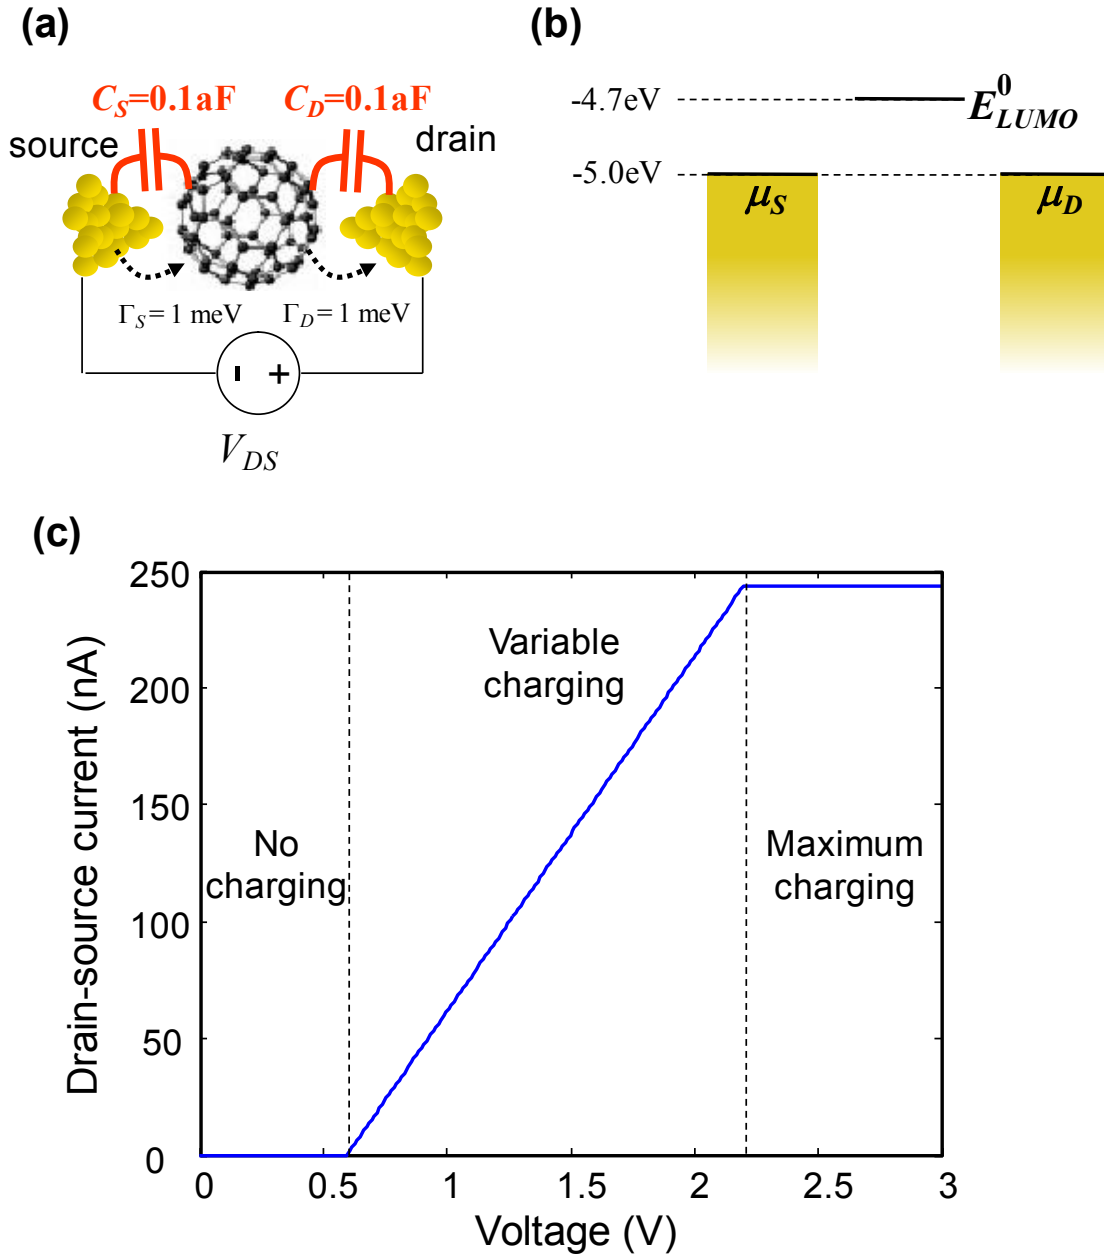 (a)
C_S=0.1aF C_D=0.1aF
source
drain
Γ_S = 1 meV Γ_D = 1 meV
V_DS
(b)
-4.7eV
E^0_LUMO
-5.0eV
μ_S
μ_D
(c)
Drain-source current (nA)
250
200
150
100
50
0
No
charging
Variable
charging
Maximum
charging
0 0.5 1 1.5 2 2.5 3
Voltage (V)